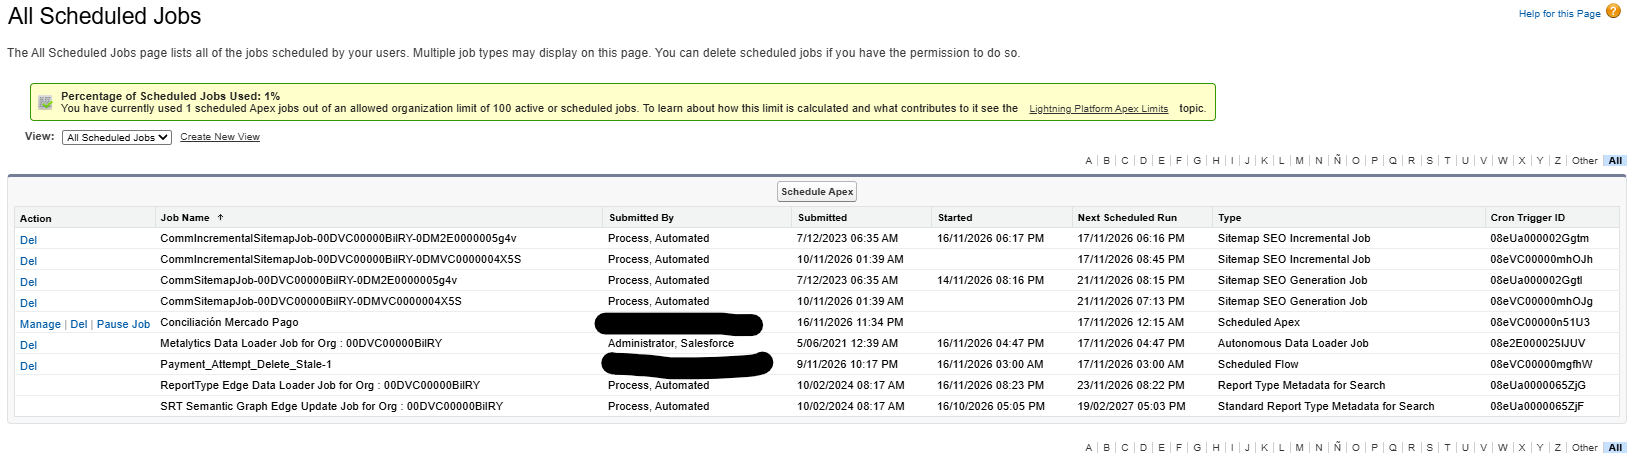 All Scheduled Jobs
Help for this Page ?
The All Scheduled Jobs page lists all of the jobs scheduled by your users. Multiple job types may display on this page. You can delete scheduled jobs if you have the permission to do so.
Percentage of Scheduled Jobs Used: 1%
You have currently used 1 scheduled Apex jobs out of an allowed organization limit of 100 active or scheduled jobs. To learn about how this limit is calculated and what contributes to it see the Lightning Platform Apex Limits topic.
View: All Scheduled Jobs Create New View
A | B | C | D | E | F | G | H | I | J | K | L | M | N | Ñ | O | P | Q | R | S | T | U | V | W | X | Y | Z | Other All
Schedule Apex
Action Job Name ↑ Submitted By Submitted Started Next Scheduled Run Type Cron Trigger ID
Del CommIncrementalSitemapJob-00DVC00000BilRY-0DM2E0000005g4v Process, Automated 7/12/2023 06:35 AM 16/11/2026 06:17 PM 17/11/2026 06:16 PM Sitemap SEO Incremental Job 08eUa000002Ggtm
Del CommIncrementalSitemapJob-00DVC00000BilRY-0DMVC0000004X5S Process, Automated 10/11/2026 01:39 AM 17/11/2026 08:45 PM Sitemap SEO Incremental Job 08eVC00000mhOJh
Del CommSitemapJob-00DVC00000BilRY-0DM2E0000005g4v Process, Automated 7/12/2023 06:35 AM 14/11/2026 08:16 PM 21/11/2026 08:15 PM Sitemap SEO Generation Job 08eUa000002Ggtl
Del CommSitemapJob-00DVC00000BilRY-0DMVC0000004X5S Process, Automated 10/11/2026 01:39 AM 21/11/2026 07:13 PM Sitemap SEO Generation Job 08eVC00000mhOJg
Manage | Del | Pause Job Conciliación Mercado Pago 16/11/2026 11:34 PM 17/11/2026 12:15 AM Scheduled Apex 08eVC00000n51U3
Del Metalytics Data Loader Job for Org : 00DVC00000BilRY Administrator, Salesforce 5/06/2021 12:39 AM 16/11/2026 04:47 PM 17/11/2026 04:47 PM Autonomous Data Loader Job 08e2E000025IJUV
Del Payment_Attempt_Delete_Stale-1 9/11/2026 10:17 PM 16/11/2026 03:00 AM 17/11/2026 03:00 AM Scheduled Flow 08eVC00000mgfhW
ReportType Edge Data Loader Job for Org : 00DVC00000BilRY Process, Automated 10/02/2024 08:17 AM 16/11/2026 08:23 PM 23/11/2026 08:22 PM Report Type Metadata for Search 08eUa0000065ZjG
SRT Semantic Graph Edge Update Job for Org : 00DVC00000BilRY Process, Automated 10/02/2024 08:17 AM 16/10/2026 05:05 PM 19/02/2027 05:03 PM Standard Report Type Metadata for Search 08eUa0000065ZjF
A | B | C | D | E | F | G | H | I | J | K | L | M | N | Ñ | O | P | Q | R | S | T | U | V | W | X | Y | Z | Other All